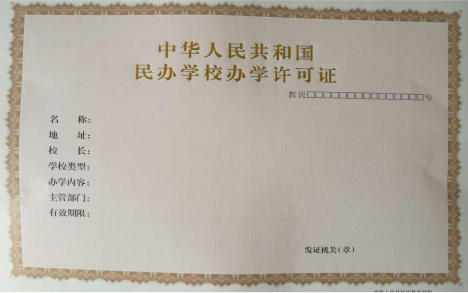 中华人民共和国
民办学校办学许可证
教民□□□□□□□□□□□□□□□号
名 称：
地 址：
校 长：
学校类型：
办学内容：
主管部门：
有效期限：
发证机关（章）